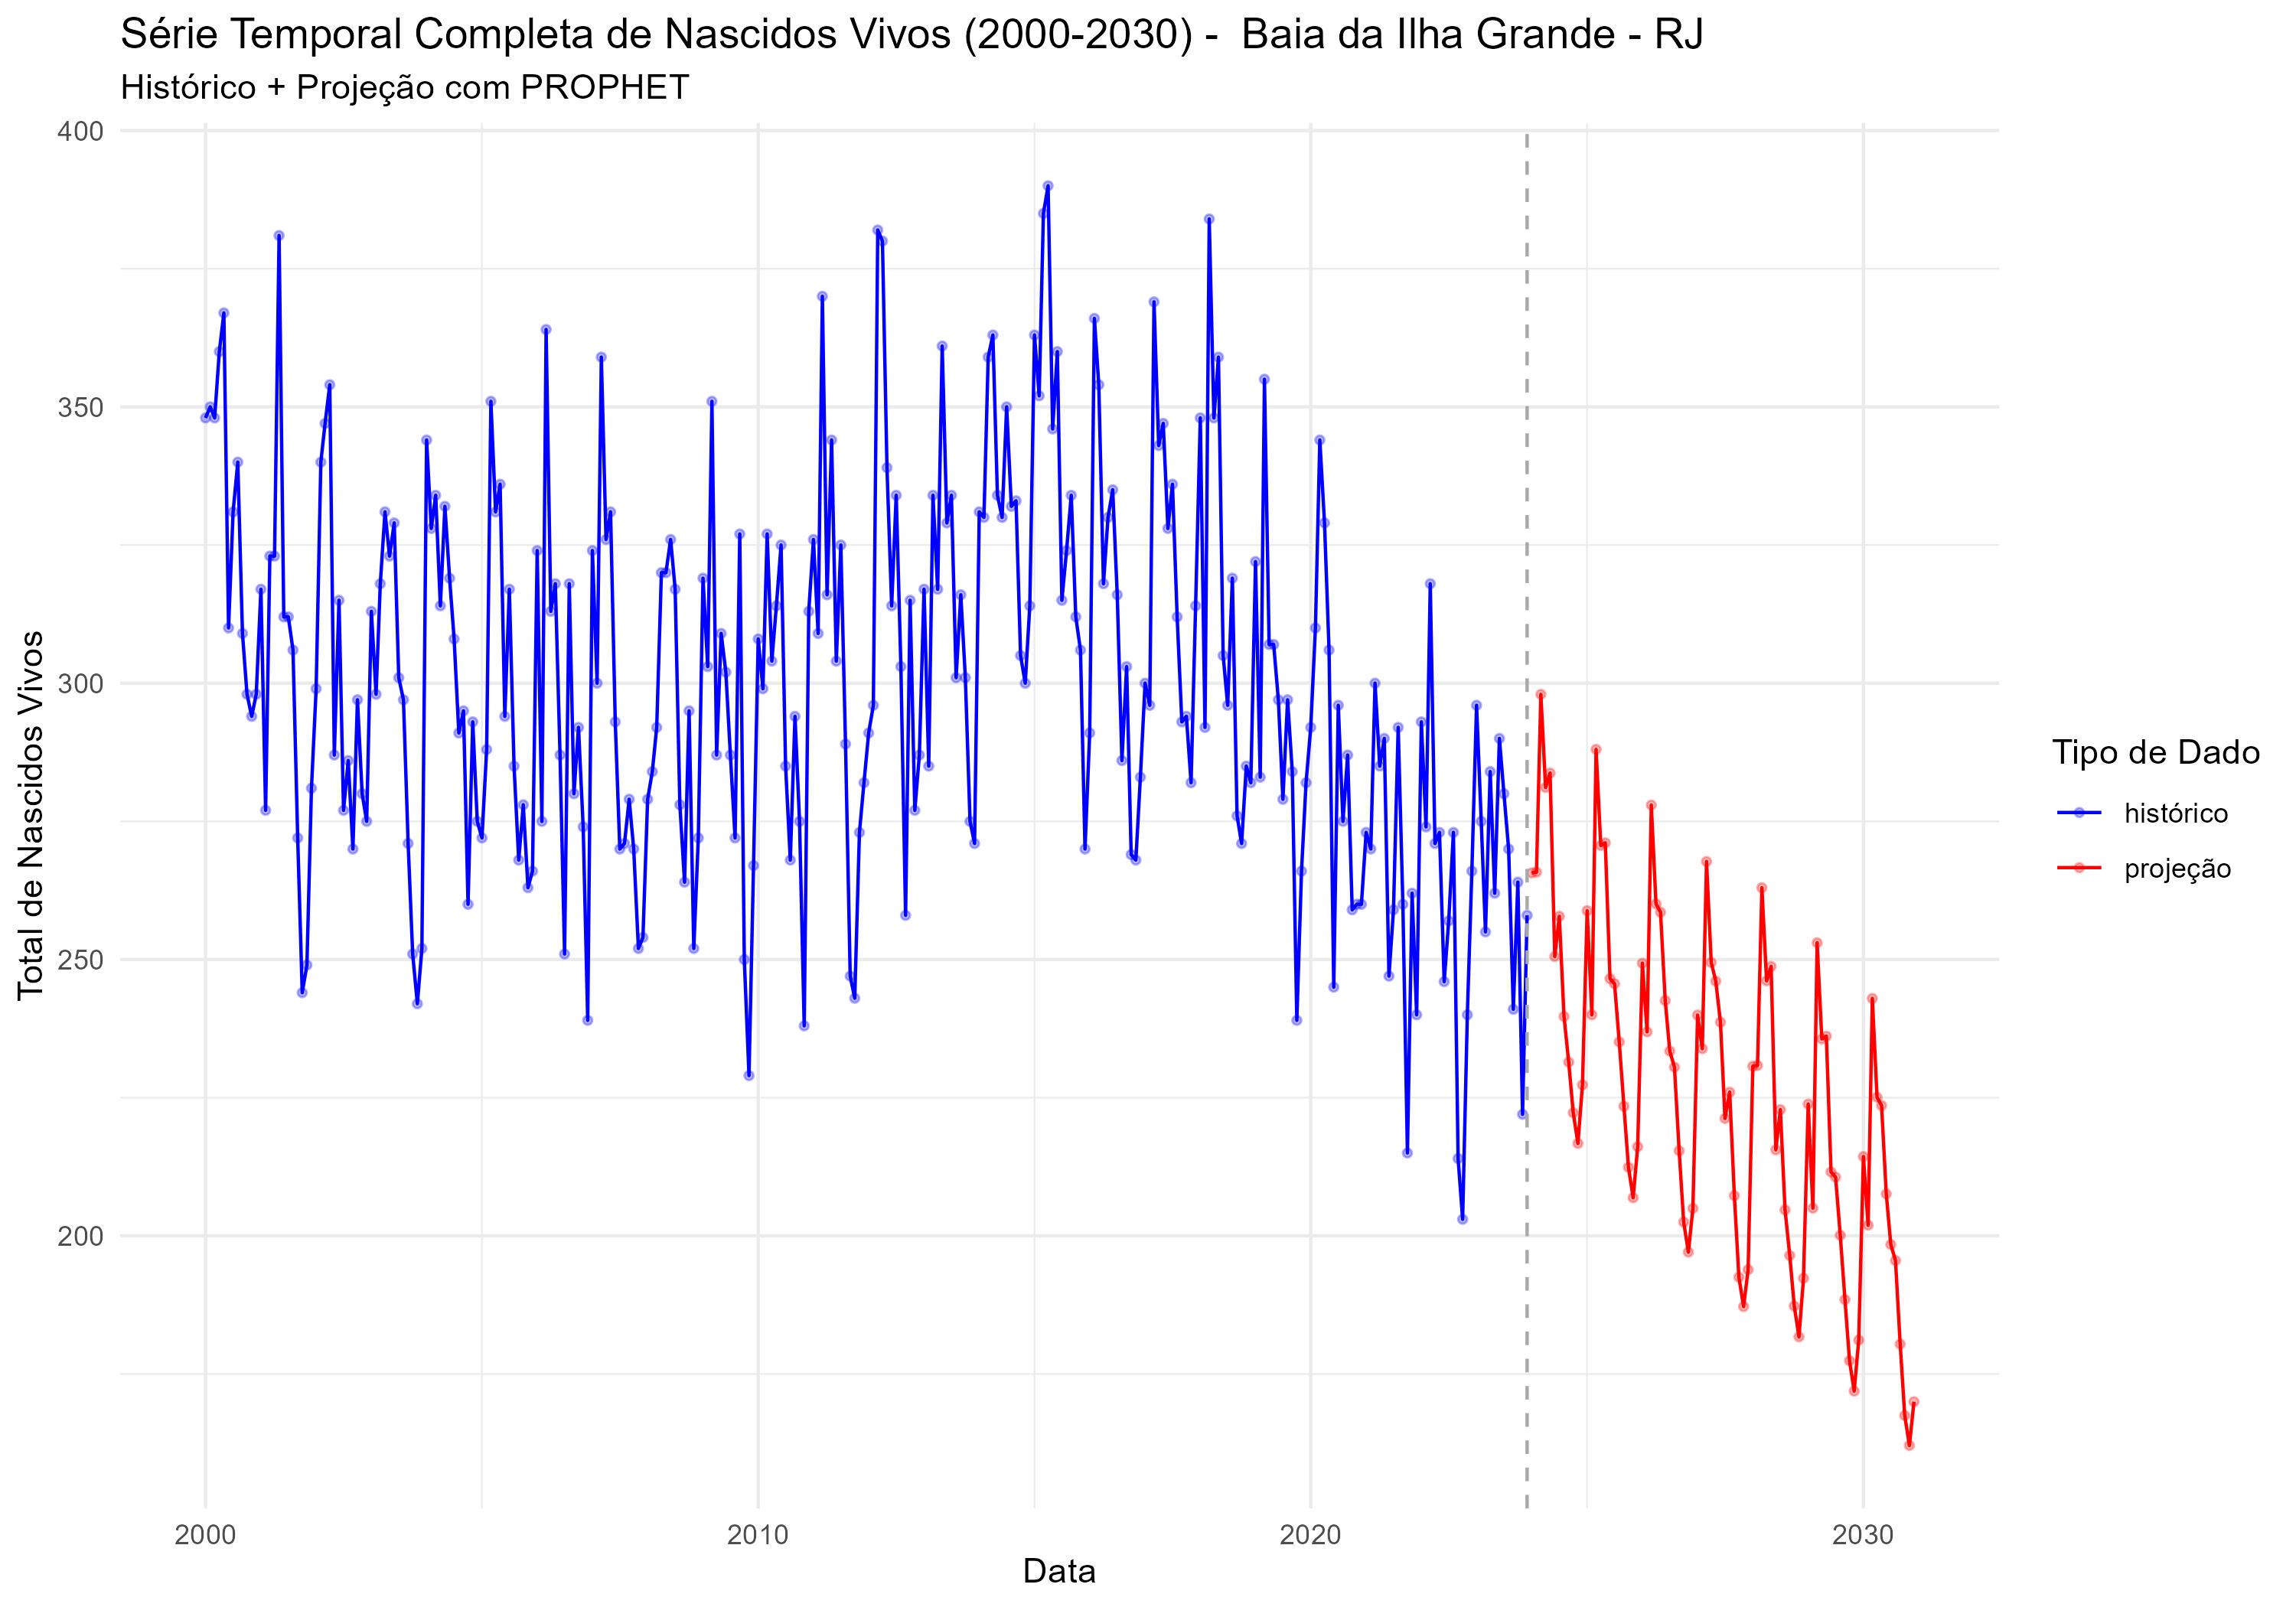 Série Temporal Completa de Nascidos Vivos (2000-2030) -  Baia da Ilha Grande - RJ
Histórico + Projeção com PROPHET
400
350
300
250
200
Total de Nascidos Vivos
2000
2010
2020
2030
Data
Tipo de Dado
histórico
projeção